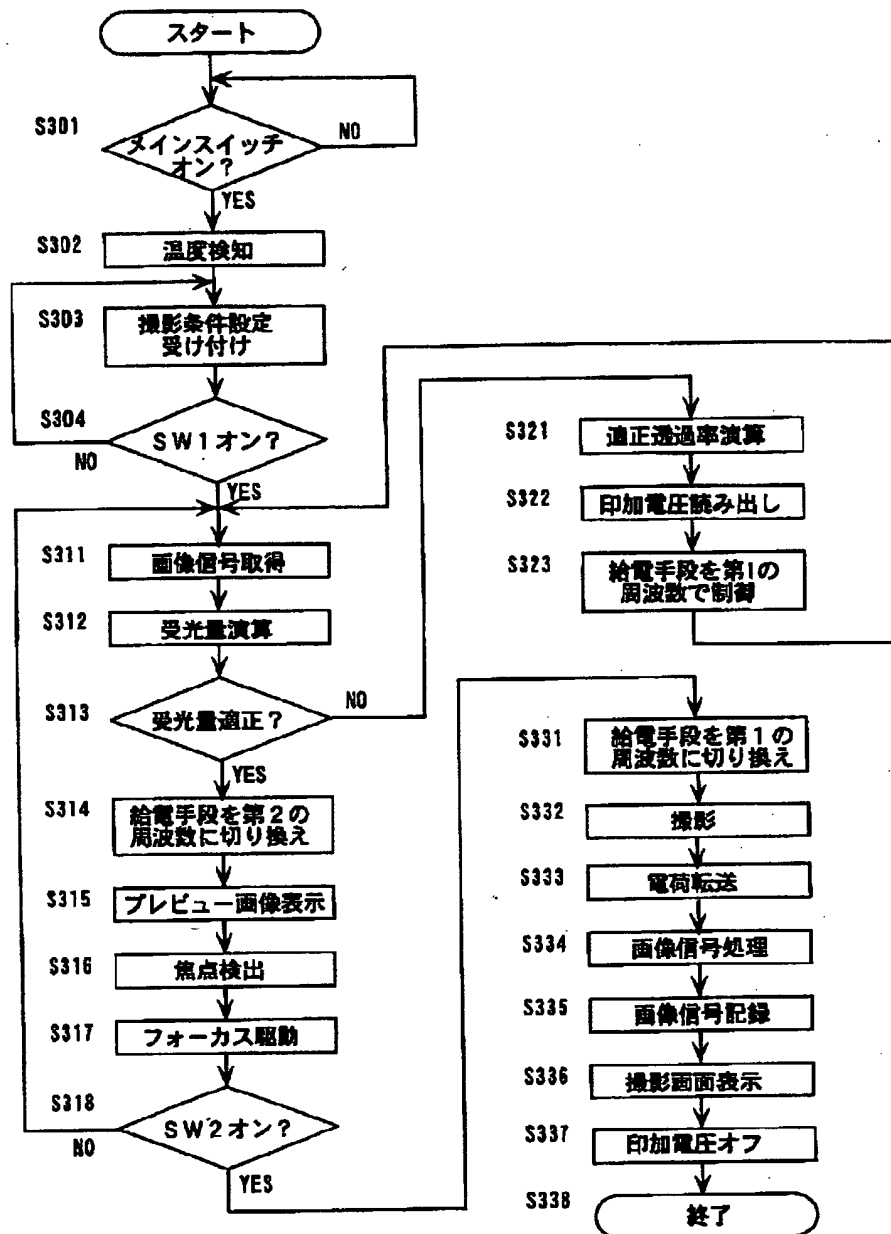 スタート
S301
メインスイッチ
オン?
NO
YES
S302
温度検知
S303
撮影条件設定
受け付け
S304
SW1オン?
NO
YES
S311
画像信号取得
S312
受光量演算
S313
受光量適正?
NO
YES
S314
給電手段を第2の
周波数に切り換え
S315
プレビュー画像表示
S316
焦点検出
S317
フォーカス駆動
S318
SW2オン?
NO
YES
S321
適正透過率演算
S322
印加電圧読み出し
S323
給電手段を第1の
周波数で制御
S331
給電手段を第1の
周波数に切り換え
S332
撮影
S333
電荷転送
S334
画像信号処理
S335
画像信号記録
S336
撮影画面表示
S337
印加電圧オフ
S338
終了